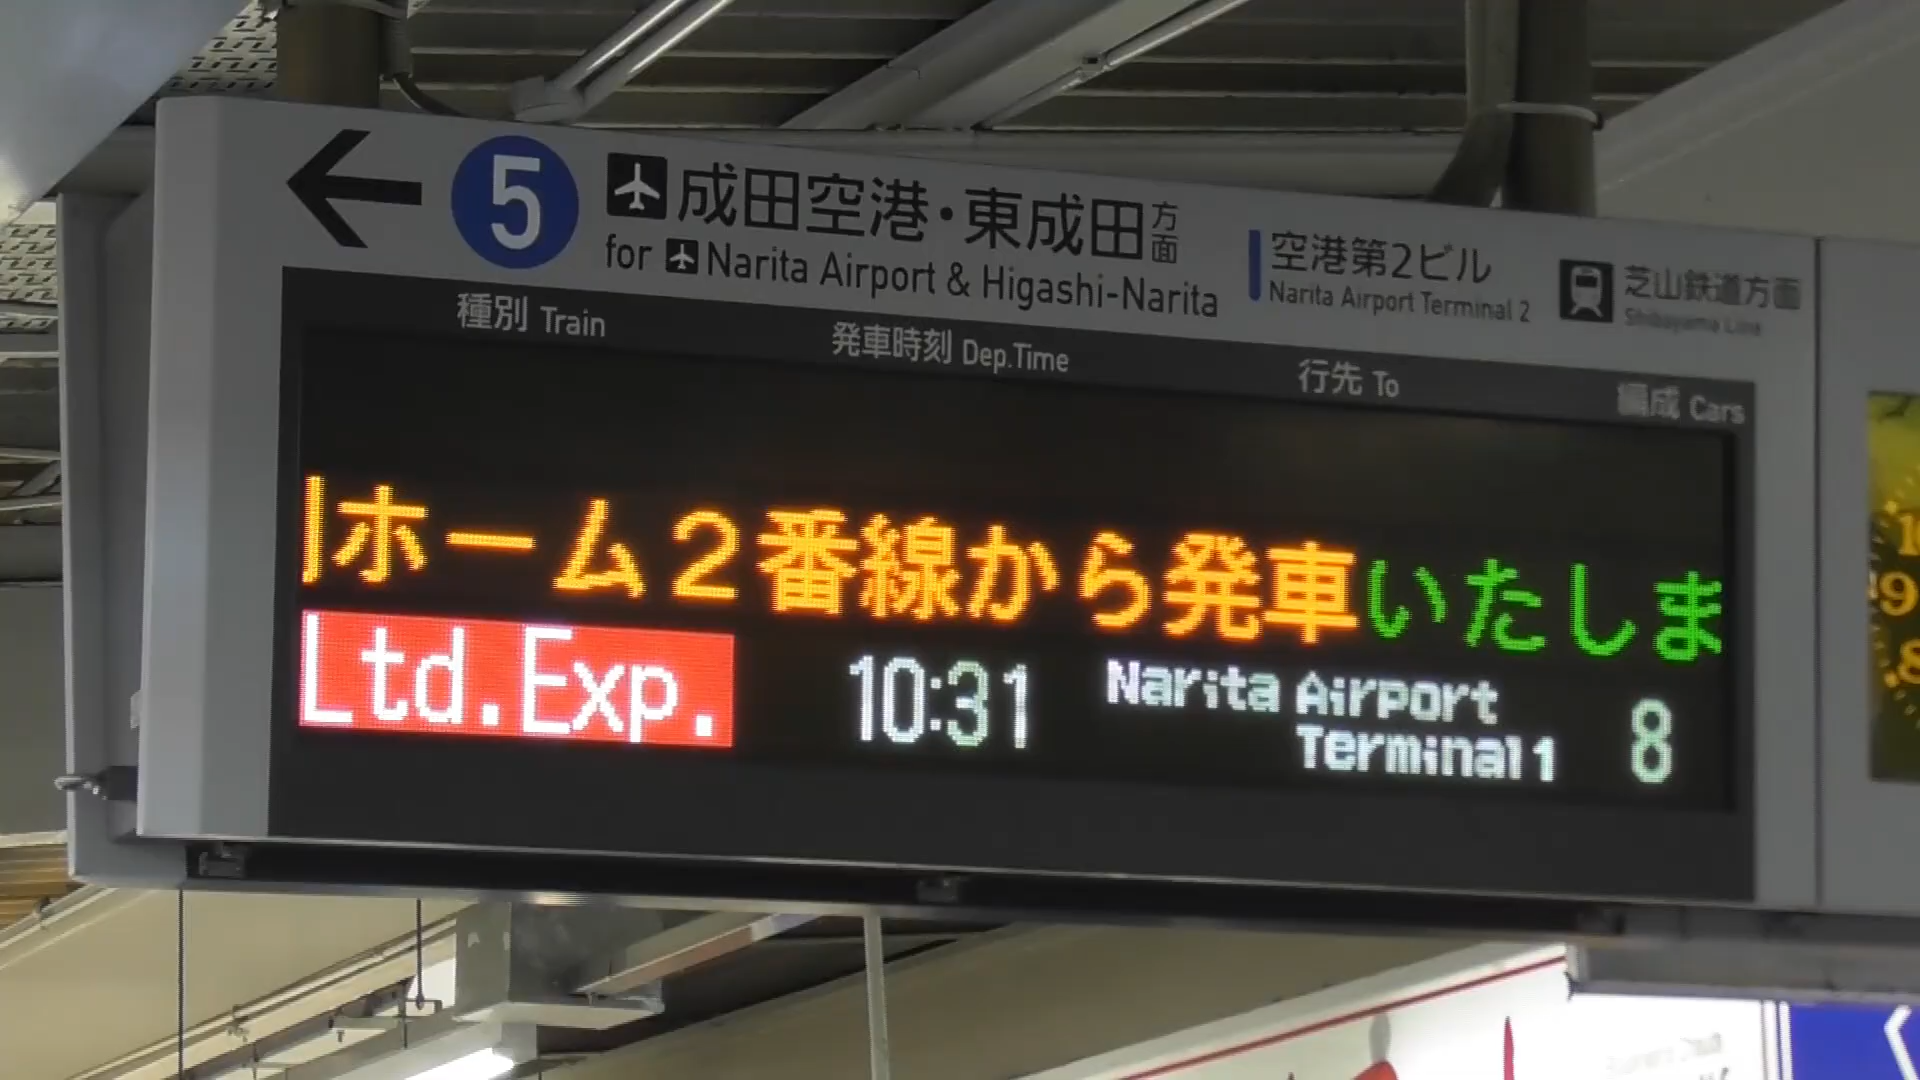 5 成田空港・東成田方面
for Narita Airport & Higashi-Narita
空港第2ビル
Narita Airport Terminal 2
芝山鉄道方面
Shibayama Line
種別 Train 発車時刻 Dep.Time 行先 To 編成 Cars
ホーム2番線から発車いたしま
Ltd.Exp. 10:31 Narita Airport Terminal 1 8